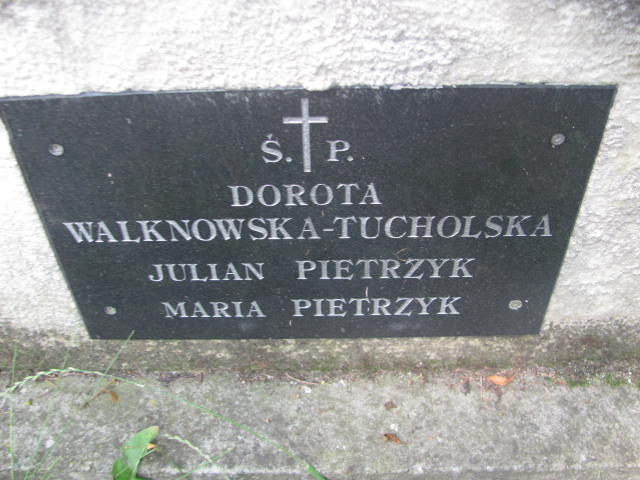 Ś. P.
DOROTA
WALKNOWSKA-TUCHOLSKA
JULIAN PIETRZYK
MARIA PIETRZYK